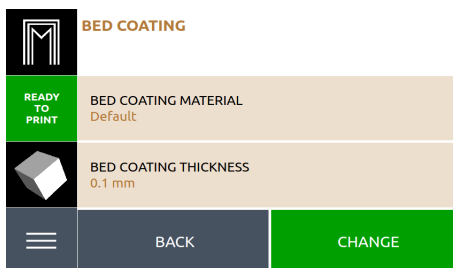 BED COATING
READY
TO
PRINT
BED COATING MATERIAL
Default
BED COATING THICKNESS
0.1 mm
BACK
CHANGE